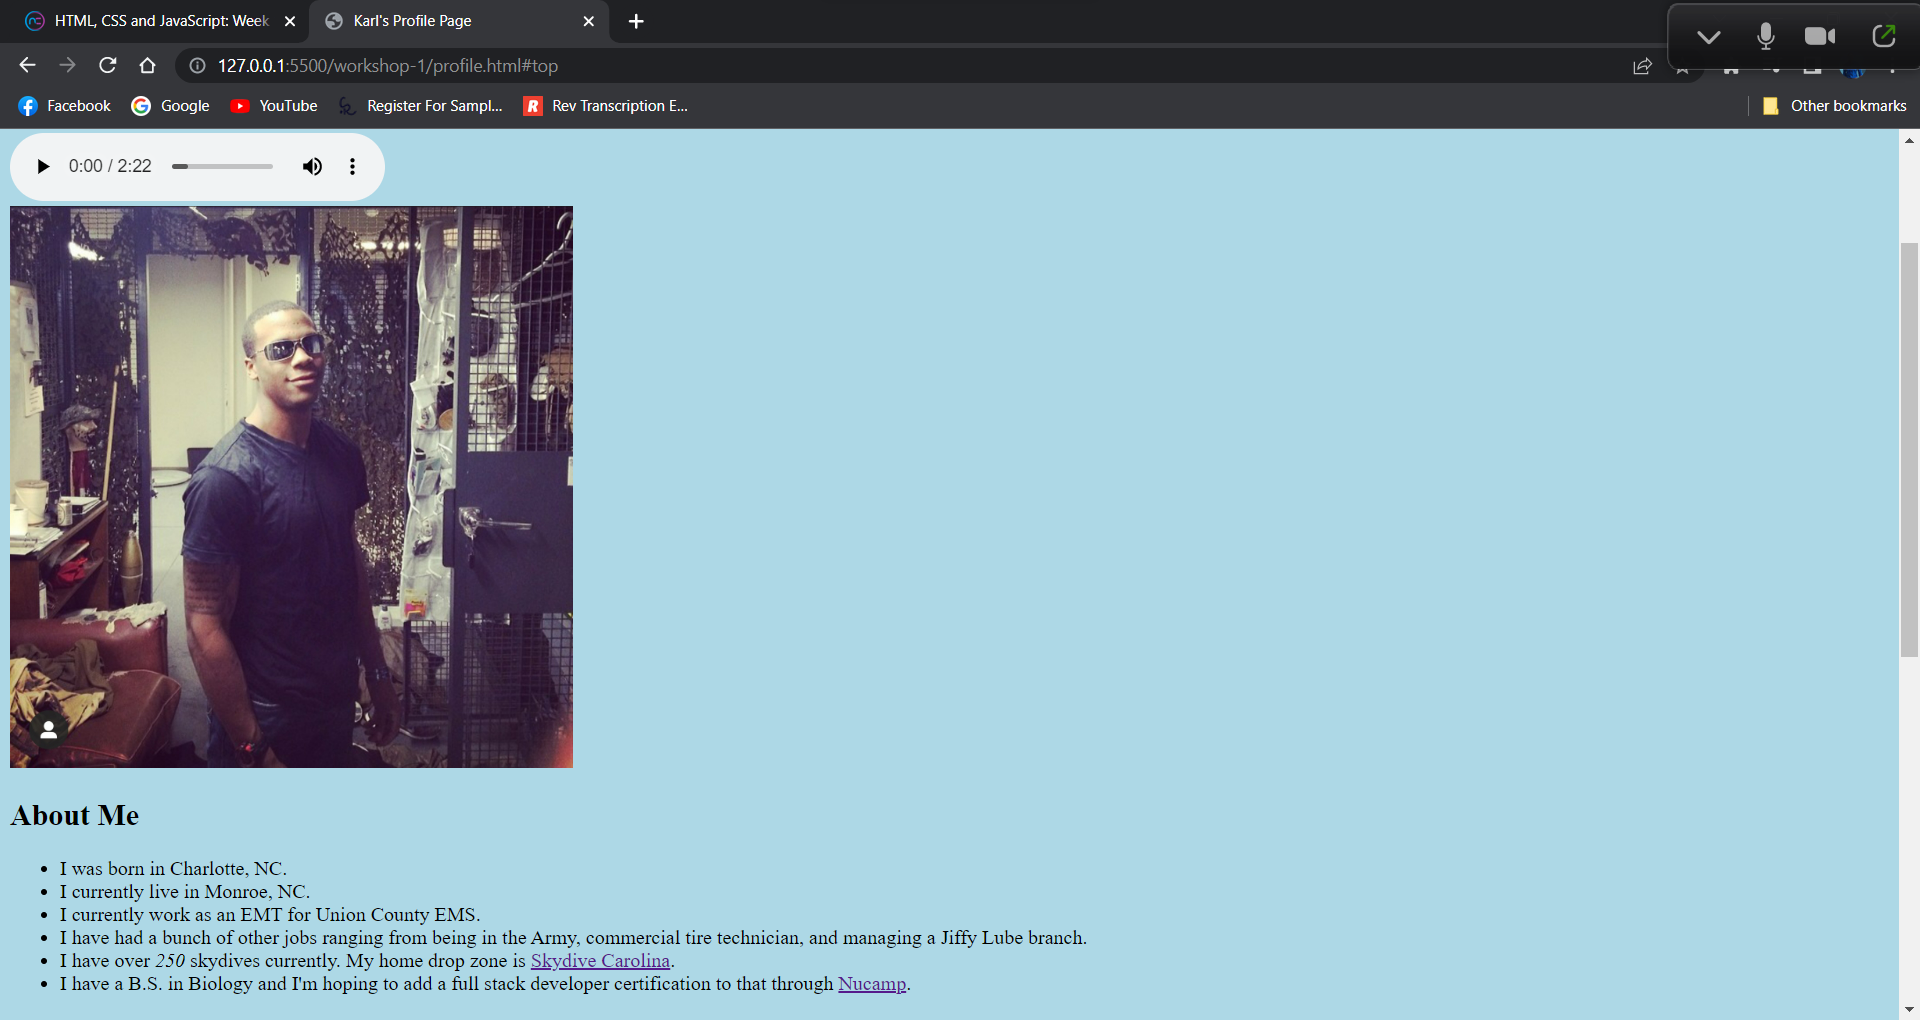 HTML, CSS and JavaScript: Week
Karl's Profile Page
127.0.0.1:5500/workshop-1/profile.html#top
Facebook
Google
YouTube
Register For Sampl...
Rev Transcription E...
Other bookmarks
0:00 / 2:22
About Me
• I was born in Charlotte, NC.
• I currently live in Monroe, NC.
• I currently work as an EMT for Union County EMS.
• I have had a bunch of other jobs ranging from being in the Army, commercial tire technician, and managing a Jiffy Lube branch.
• I have over 250 skydives currently. My home drop zone is Skydive Carolina.
• I have a B.S. in Biology and I'm hoping to add a full stack developer certification to that through Nucamp.